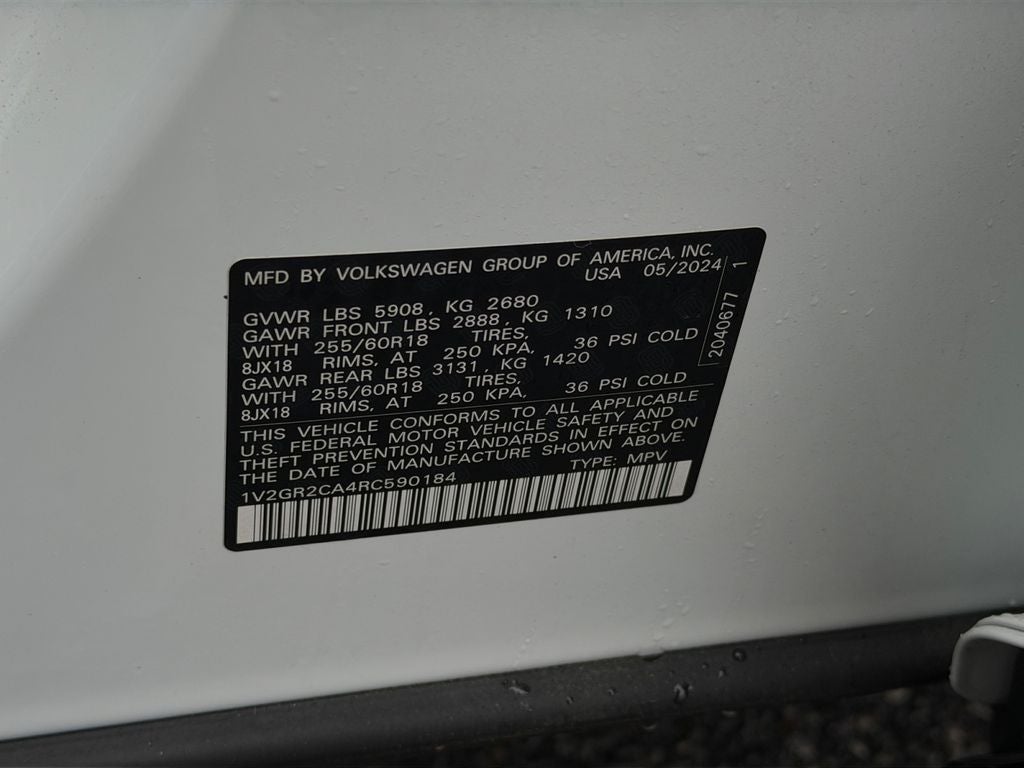 MFD BY VOLKSWAGEN GROUP OF AMERICA, INC.
USA 05/2024
GVWR LBS 5908, KG 2680
GAWR FRONT LBS 2888, KG 1310
WITH 255/60R18 TIRES,
8JX18 RIMS, AT 250 KPA, 36 PSI COLD
GAWR REAR LBS 3131, KG 1420
WITH 255/60R18 TIRES,
8JX18 RIMS, AT 250 KPA, 36 PSI COLD
THIS VEHICLE CONFORMS TO ALL APPLICABLE
U.S. FEDERAL MOTOR VEHICLE SAFETY AND
THEFT PREVENTION STANDARDS IN EFFECT ON
THE DATE OF MANUFACTURE SHOWN ABOVE.
1V2GR2CA4RC590184 TYPE: MPV
2040677 1